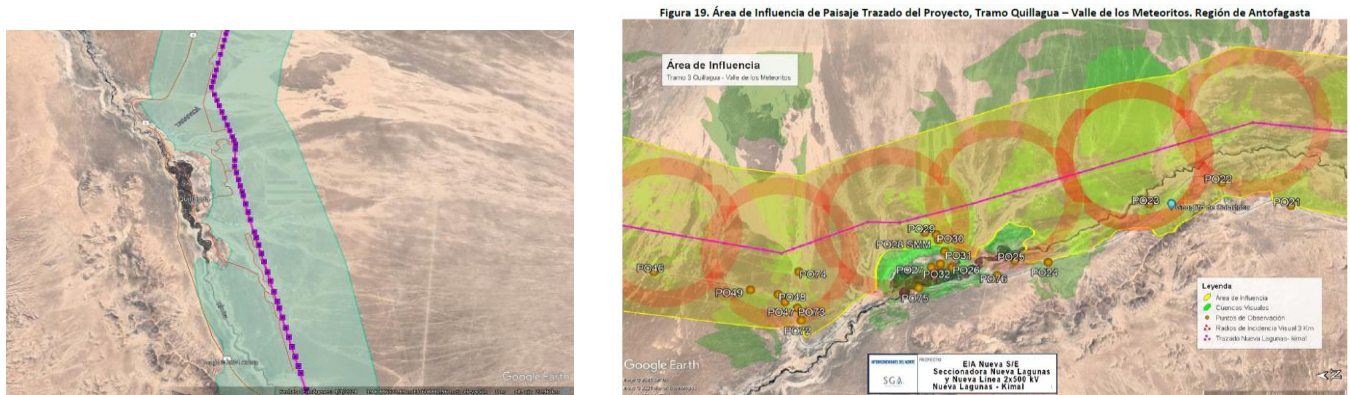 TARAPACÁ
Quillagua
Google Earth
Figura 19. Área de Influencia de Paisaje Trazado del Proyecto, Tramo Quillagua – Valle de los Meteoritos. Región de Antofagasta
Área de Influencia
Tramo 3 Quillagua - Valle de los Meteoritos
PO22
PO23
PO21
PO29
PO30
PO28 SMM
PO31
PO25
PO24
PO46
PO74
PO27
PO32
PO26
PO76
PO49
PO48
PO75
PO47
PO73
PO72
Leyenda
Área de Influencia
Cuencas Visuales
Puntos de Observación
Radios de Incidencia Visual 3 Km
Trazado Nueva Lagunas- Kimal
Google Earth
INTERCHILE
SGA
EIA Nueva S/E
Seccionadora Nueva Lagunas
y Nueva Línea 2x500 kV
Nueva Lagunas - Kimal
N